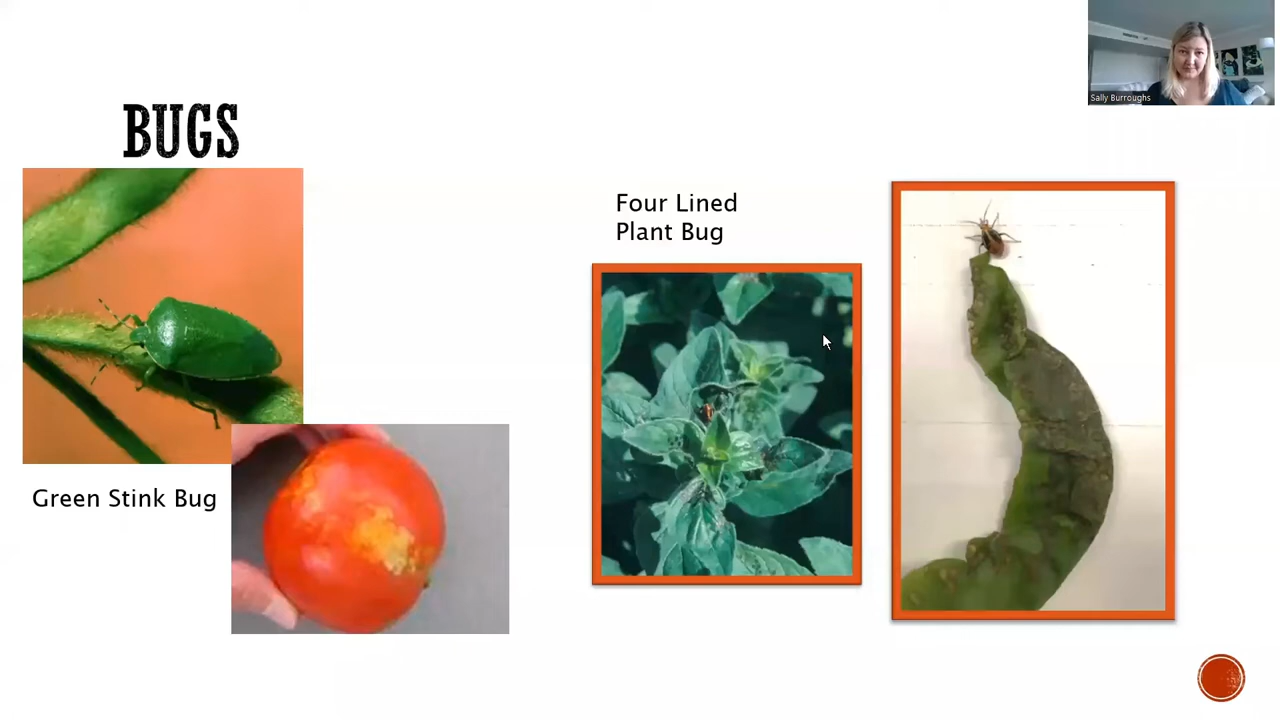 Sally Burroughs
BUGS
Four Lined
Plant Bug
Green Stink Bug